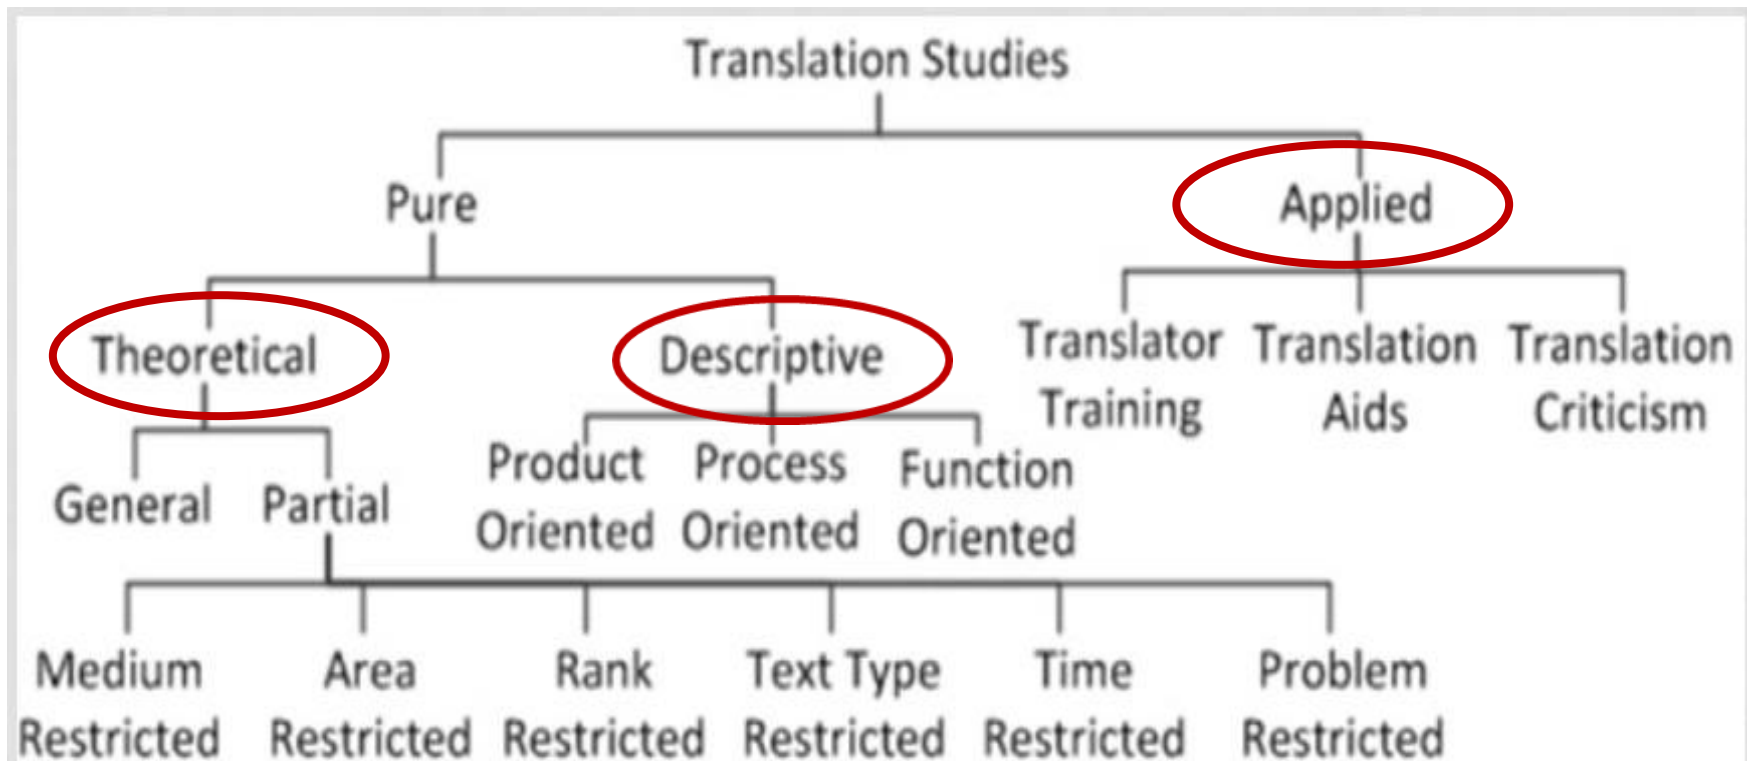 Translation Studies
Pure
Applied
Theoretical
Descriptive
Translator
Training
Translation
Aids
Translation
Criticism
General
Partial
Product
Oriented
Process
Oriented
Function
Oriented
Medium
Restricted
Area
Restricted
Rank
Restricted
Text Type
Restricted
Time
Restricted
Problem
Restricted